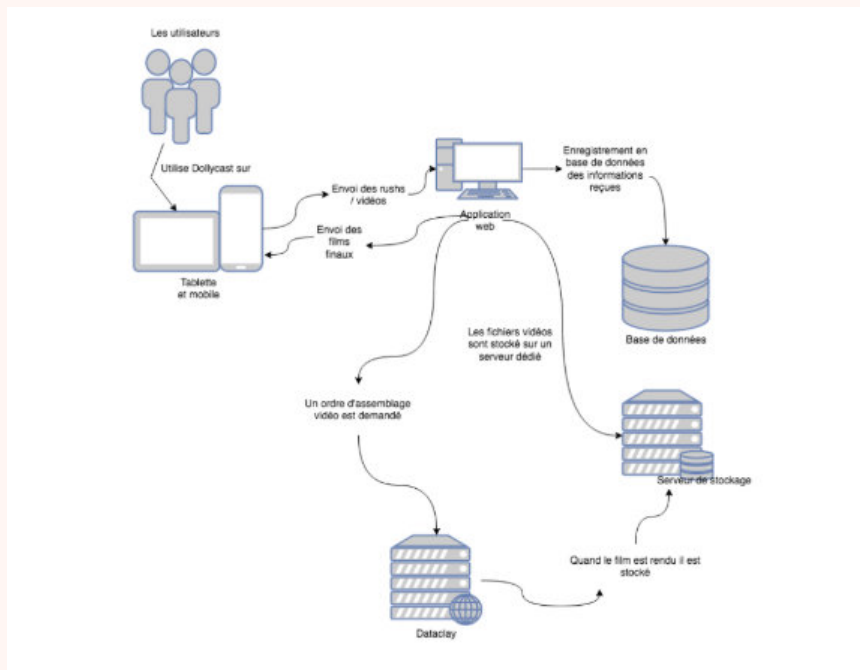 Les utilisateurs
Utilise Dollycast sur
Envoi des rushs
/ vidéos
Enregistrement en
base de données
des informations
reçues
Application
web
Envoi des
films
finaux
Tablette
et mobile
Base de données
Les fichiers vidéos
sont stocké sur un
serveur dédié
Un ordre d'assemblage
vidéo est demandé
Serveur de stockage
Quand le film est rendu il est
stocké
Dataclay